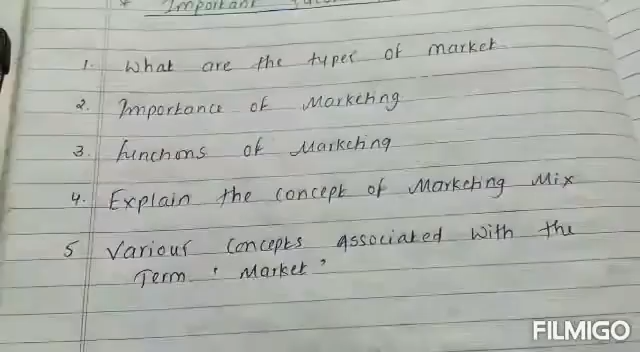 * Important
1. What are the types of market
2. Importance of Marketing
3. functions of Marketing
4. Explain the concept of Marketing Mix
5 Various Concepts Associated With the
Term ' Market '
FILMIGO